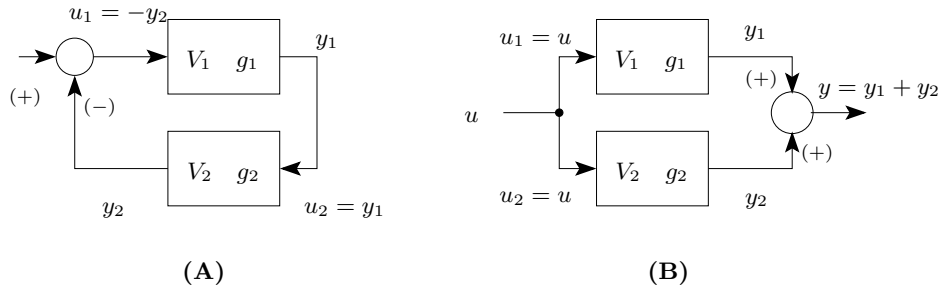 u₁ = −y₂
V₁ g₁
y₁
(+)
(−)
V₂ g₂
y₂
u₂ = y₁
(A)
u₁ = u
V₁ g₁
y₁
(+)
y = y₁ + y₂
u
V₂ g₂
(+)
u₂ = u
y₂
(B)